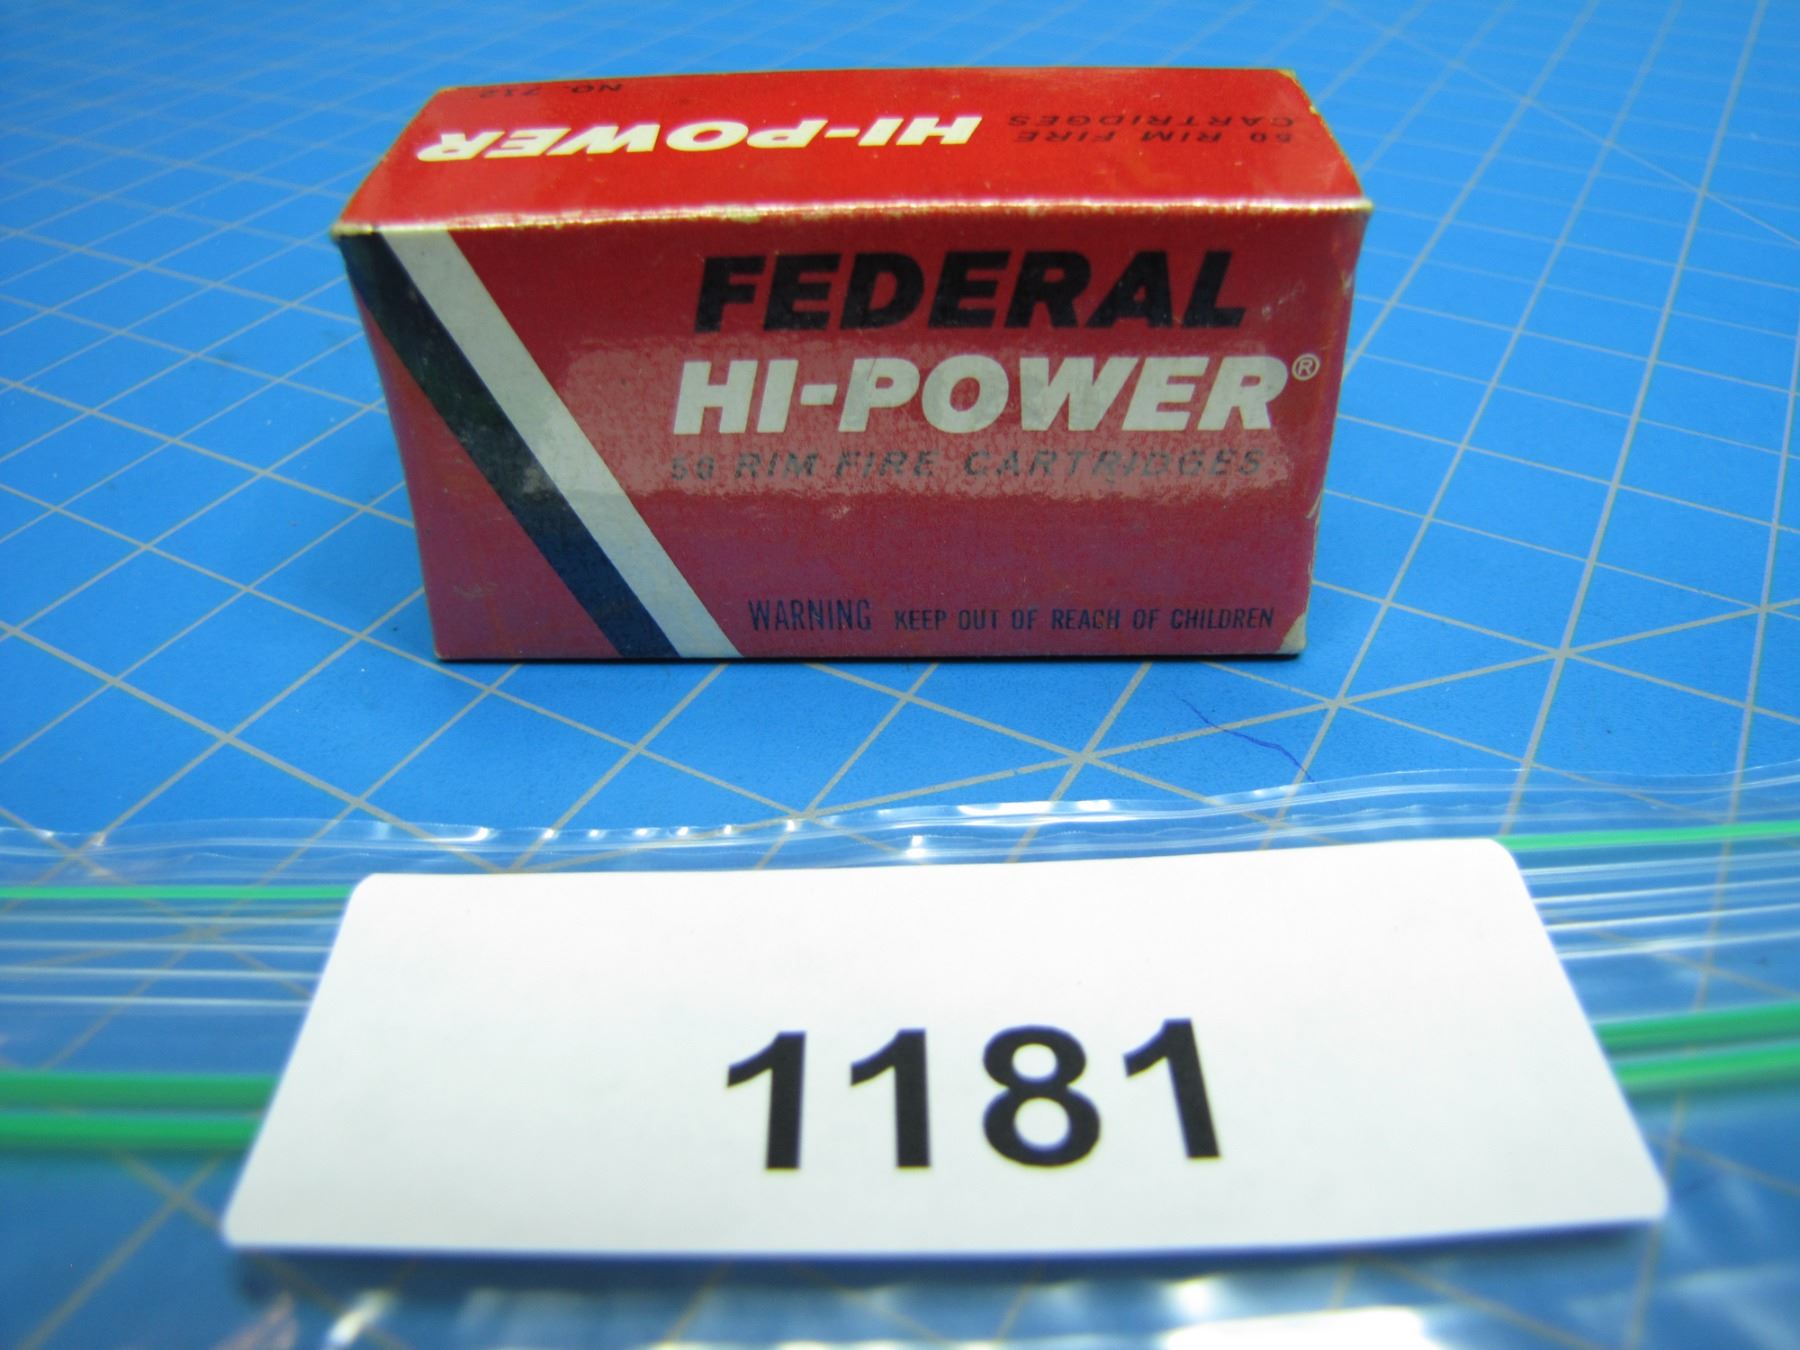 50 RIM FIRE
CARTRIDGES
HI-POWER
NO. 712
FEDERAL
HI-POWER®
50 RIM FIRE CARTRIDGES
WARNING KEEP OUT OF REACH OF CHILDREN
1181